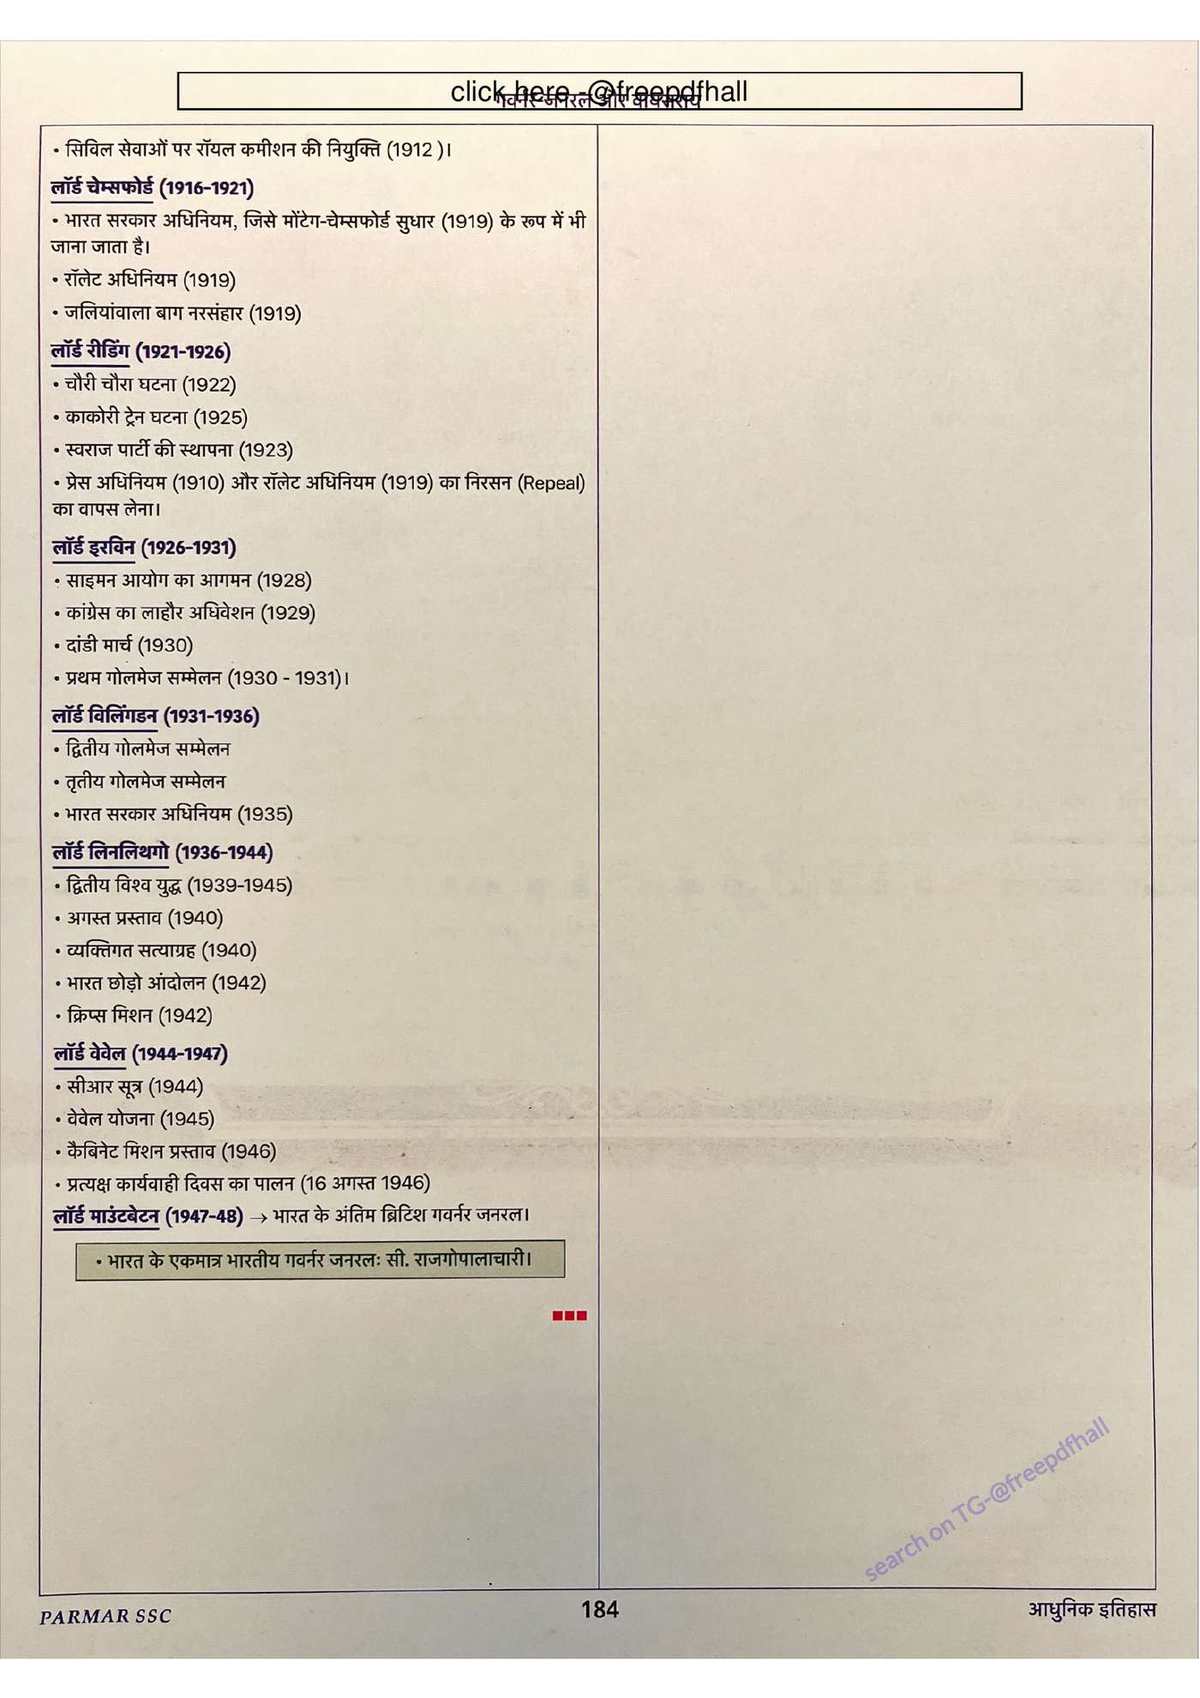 click here -@freepdfhall
गवर्नर-जनरल और वायसराय
• सिविल सेवाओं पर रॉयल कमीशन की नियुक्ति (1912 )।
लॉर्ड चेम्सफोर्ड (1916-1921)
• भारत सरकार अधिनियम, जिसे मोंटेग-चेम्सफोर्ड सुधार (1919) के रूप में भी
जाना जाता है।
• रॉलेट अधिनियम (1919)
• जलियांवाला बाग नरसंहार (1919)
लॉर्ड रीडिंग (1921-1926)
• चौरी चौरा घटना (1922)
• काकोरी ट्रेन घटना (1925)
• स्वराज पार्टी की स्थापना (1923)
• प्रेस अधिनियम (1910) और रॉलेट अधिनियम (1919) का निरसन (Repeal)
का वापस लेना।
लॉर्ड इरविन (1926-1931)
• साइमन आयोग का आगमन (1928)
• कांग्रेस का लाहौर अधिवेशन (1929)
• दांडी मार्च (1930)
• प्रथम गोलमेज सम्मेलन (1930 - 1931)।
लॉर्ड विलिंगडन (1931-1936)
• द्वितीय गोलमेज सम्मेलन
• तृतीय गोलमेज सम्मेलन
• भारत सरकार अधिनियम (1935)
लॉर्ड लिनलिथगो (1936-1944)
• द्वितीय विश्व युद्ध (1939-1945)
• अगस्त प्रस्ताव (1940)
• व्यक्तिगत सत्याग्रह (1940)
• भारत छोड़ो आंदोलन (1942)
• क्रिप्स मिशन (1942)
लॉर्ड वेवेल (1944-1947)
• सीआर सूत्र (1944)
• वेवेल योजना (1945)
• कैबिनेट मिशन प्रस्ताव (1946)
• प्रत्यक्ष कार्यवाही दिवस का पालन (16 अगस्त 1946)
लॉर्ड माउंटबेटन (1947-48) → भारत के अंतिम ब्रिटिश गवर्नर जनरल।
• भारत के एकमात्र भारतीय गवर्नर जनरलः सी. राजगोपालाचारी।
search on TG-@freepdfhall
PARMAR SSC
184
आधुनिक इतिहास